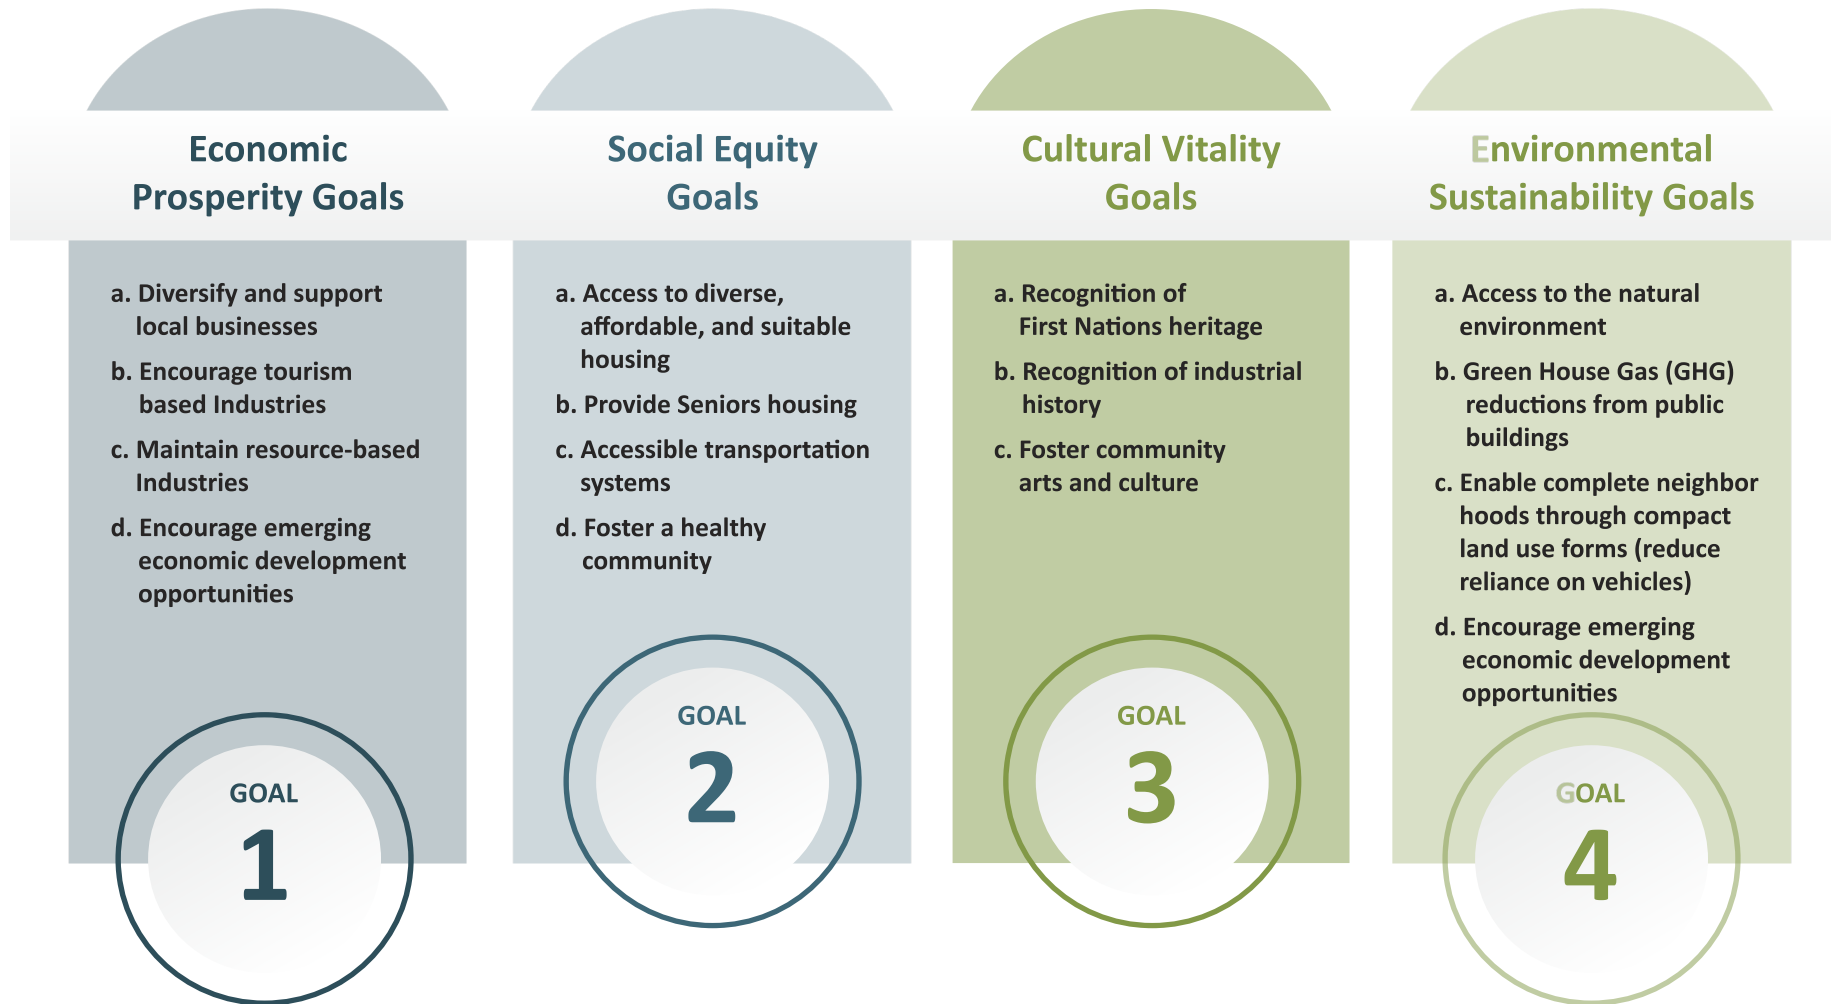 Economic
Prosperity Goals
a. Diversify and support
local businesses
b. Encourage tourism
based Industries
c. Maintain resource-based
Industries
d. Encourage emerging
economic development
opportunities
GOAL
1
Social Equity
Goals
a. Access to diverse,
affordable, and suitable
housing
b. Provide Seniors housing
c. Accessible transportation
systems
d. Foster a healthy
community
GOAL
2
Cultural Vitality
Goals
a. Recognition of
First Nations heritage
b. Recognition of industrial
history
c. Foster community
arts and culture
GOAL
3
Environmental
Sustainability Goals
a. Access to the natural
environment
b. Green House Gas (GHG)
reductions from public
buildings
c. Enable complete neighbor
hoods through compact
land use forms (reduce
reliance on vehicles)
d. Encourage emerging
economic development
opportunities
GOAL
4